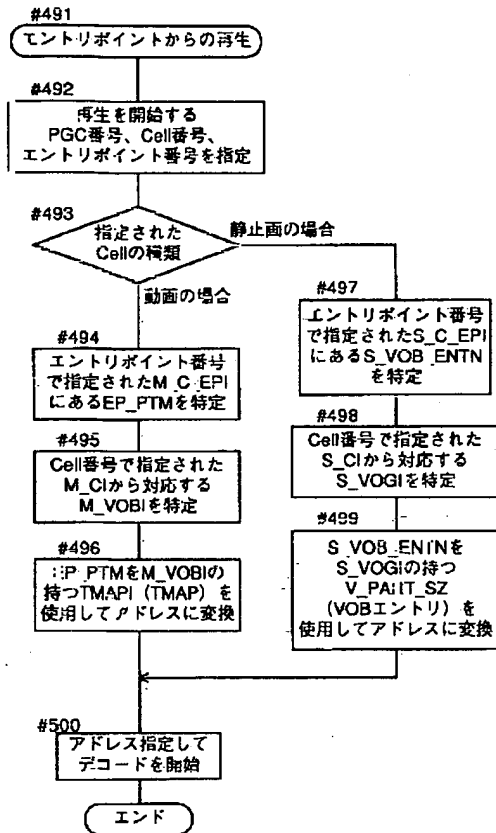 #491
エントリポイントからの再生
#492
再生を開始する
PGC番号、Cell番号、
エントリポイント番号を指定
#493
指定された
Cellの種類
静止画の場合
動画の場合
#494
エントリポイント番号
で指定されたM_C_EPI
にあるEP_PTMを特定
#495
Cell番号で指定された
M_CIから対応する
M_VOBIを特定
#496
EP_PTMをM_VOBIの
持つTMAPI（TMAP）を
使用してアドレスに変換
#497
エントリポイント番号
で指定されたS_C_EPI
にあるS_VOB_ENTN
を特定
#498
Cell番号で指定された
S_CIから対応する
S_VOGIを特定
#499
S_VOB_ENTNを
S_VOGIの持つ
V_PART_SZ
（VOBエントリ）を
使用してアドレスに変換
#500
アドレス指定して
デコードを開始
エンド